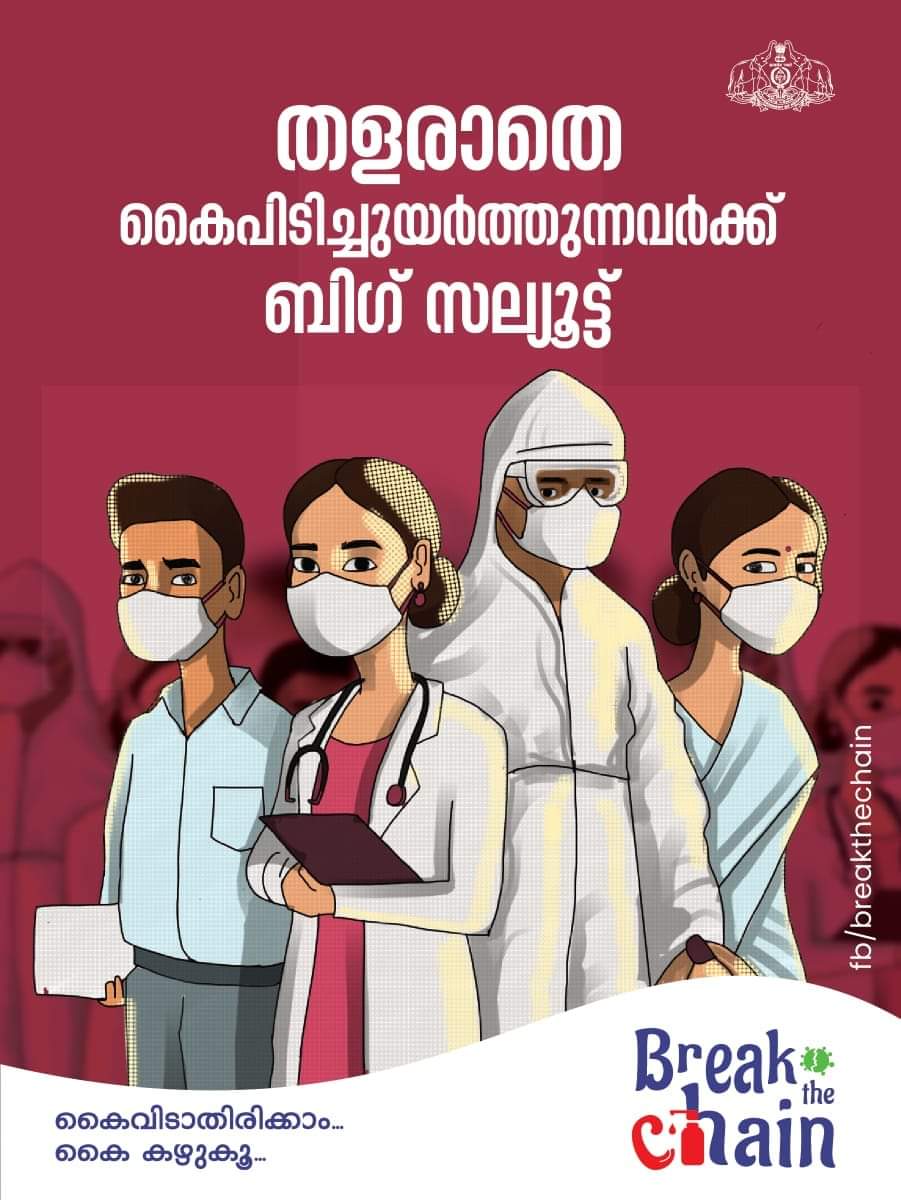 തളരാതെ
കൈപിടിച്ചുയർത്തുന്നവർക്ക്
ബിഗ് സല്യൂട്ട്
fb/breakthechain
Break
the
chain
കൈവിടാതിരിക്കാം...
കൈ കഴുകൂ...